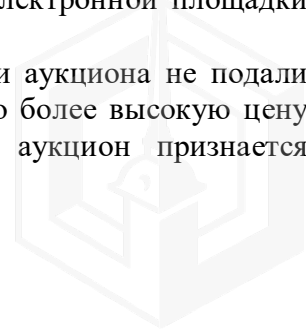 электронной площадки
и аукциона не подали
о более высокую цену
аукцион признается